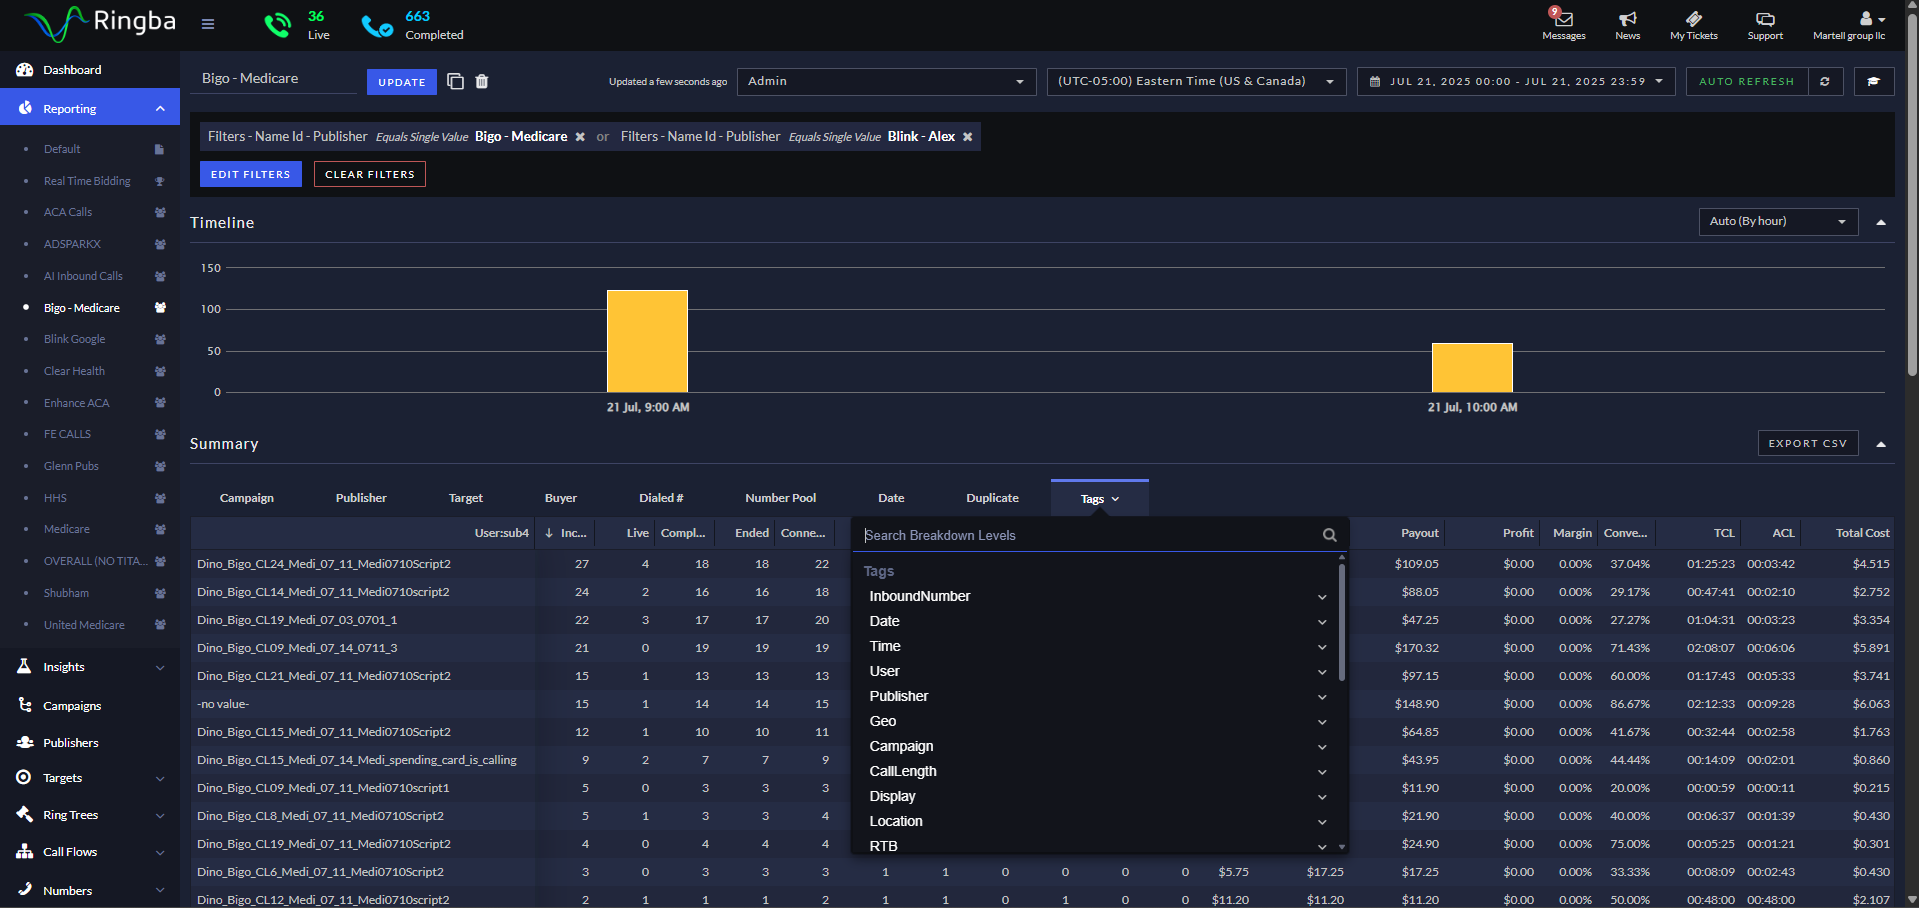 Ringba
36
Live
663
Completed
9
Messages
News
My Tickets
Support
Martell group llc
Dashboard
Reporting
Default
Real Time Bidding
ACA Calls
ADSPARKX
AI Inbound Calls
Bigo - Medicare
Blink Google
Clear Health
Enhance ACA
FE CALLS
Glenn Pubs
HHS
Medicare
OVERALL (NO TITA...
Shubham
United Medicare
Insights
Campaigns
Publishers
Targets
Ring Trees
Call Flows
Numbers
Bigo - Medicare
UPDATE
Updated a few seconds ago
Admin
(UTC-05:00) Eastern Time (US & Canada)
JUL 21, 2025 00:00 - JUL 21, 2025 23:59
AUTO REFRESH
Filters - Name Id - Publisher Equals Single Value Bigo - Medicare ✖ or Filters - Name Id - Publisher Equals Single Value Blink - Alex ✖
EDIT FILTERS
CLEAR FILTERS
Timeline
Auto (By hour)
150
100
50
0
21 Jul, 9:00 AM
21 Jul, 10:00 AM
Summary
EXPORT CSV
Campaign Publisher Target Buyer Dialed # Number Pool Date Duplicate Tags
User:sub4 Inc... Live Compl... Ended Conne... Payout Profit Margin Conve... TCL ACL Total Cost
Dino_Bigo_CL24_Medi_07_11_Medi0710Script2 27 4 18 18 22 $109.05 $0.00 0.00% 37.04% 01:25:23 00:03:42 $4.515
Dino_Bigo_CL14_Medi_07_11_Medi0710script2 24 2 16 16 18 $88.05 $0.00 0.00% 29.17% 00:47:41 00:02:10 $2.752
Dino_Bigo_CL19_Medi_07_03_0701_1 22 3 17 17 20 $47.25 $0.00 0.00% 27.27% 01:04:31 00:03:23 $3.354
Dino_Bigo_CL09_Medi_07_14_0711_3 21 0 19 19 19 $170.32 $0.00 0.00% 71.43% 02:08:07 00:06:06 $5.891
Dino_Bigo_CL21_Medi_07_11_Medi0710Script2 15 1 13 13 13 $97.15 $0.00 0.00% 60.00% 01:17:43 00:05:33 $3.741
-no value- 15 1 14 14 15 $148.90 $0.00 0.00% 86.67% 02:12:33 00:09:28 $6.063
Dino_Bigo_CL15_Medi_07_11_Medi0710Script2 12 1 10 10 11 $64.85 $0.00 0.00% 41.67% 00:32:44 00:02:58 $1.763
Dino_Bigo_CL15_Medi_07_14_Medi_spending_card_is_calling 9 2 7 7 9 $43.95 $0.00 0.00% 44.44% 00:14:09 00:02:01 $0.860
Dino_Bigo_CL09_Medi_07_11_Medi0710script1 5 0 3 3 3 $11.90 $0.00 0.00% 20.00% 00:00:59 00:00:11 $0.215
Dino_Bigo_CL8_Medi_07_11_Medi0710Script2 5 1 3 3 4 $21.90 $0.00 0.00% 40.00% 00:06:37 00:01:39 $0.430
Dino_Bigo_CL19_Medi_07_11_Medi0710Script2 4 0 4 4 4 $24.90 $0.00 0.00% 75.00% 00:05:25 00:01:21 $0.301
Dino_Bigo_CL6_Medi_07_11_Medi0710Script2 3 0 3 3 3 1 1 0 0 0 0 $5.75 $17.25 $17.25 $0.00 0.00% 33.33% 00:08:09 00:02:43 $0.430
Dino_Bigo_CL12_Medi_07_11_Medi0710script2 2 1 1 1 2 1 1 0 1 0 0 $11.20 $11.20 $11.20 $0.00 0.00% 50.00% 00:48:00 00:48:00 $2.107
Search Breakdown Levels
Tags
InboundNumber
Date
Time
User
Publisher
Geo
Campaign
CallLength
Display
Location
RTB